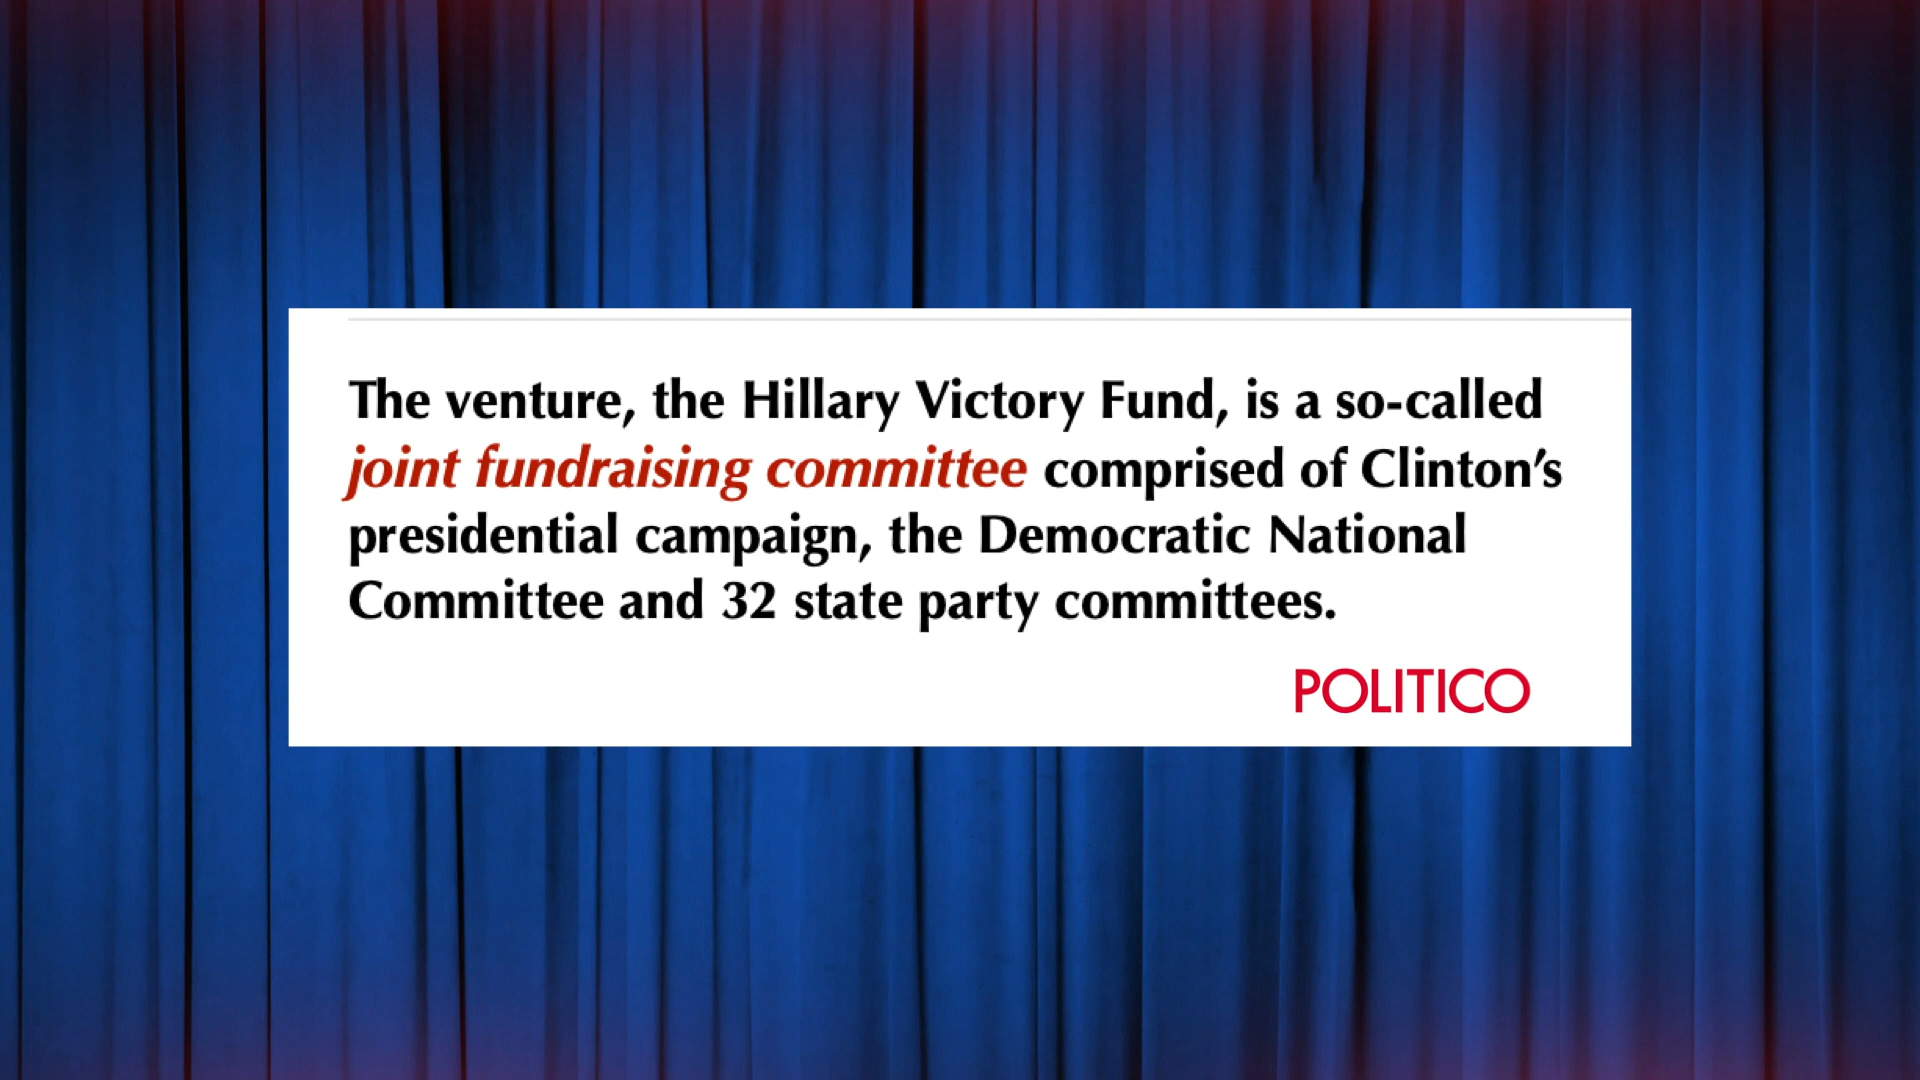 The venture, the Hillary Victory Fund, is a so-called
joint fundraising committee comprised of Clinton’s
presidential campaign, the Democratic National
Committee and 32 state party committees.
POLITICO